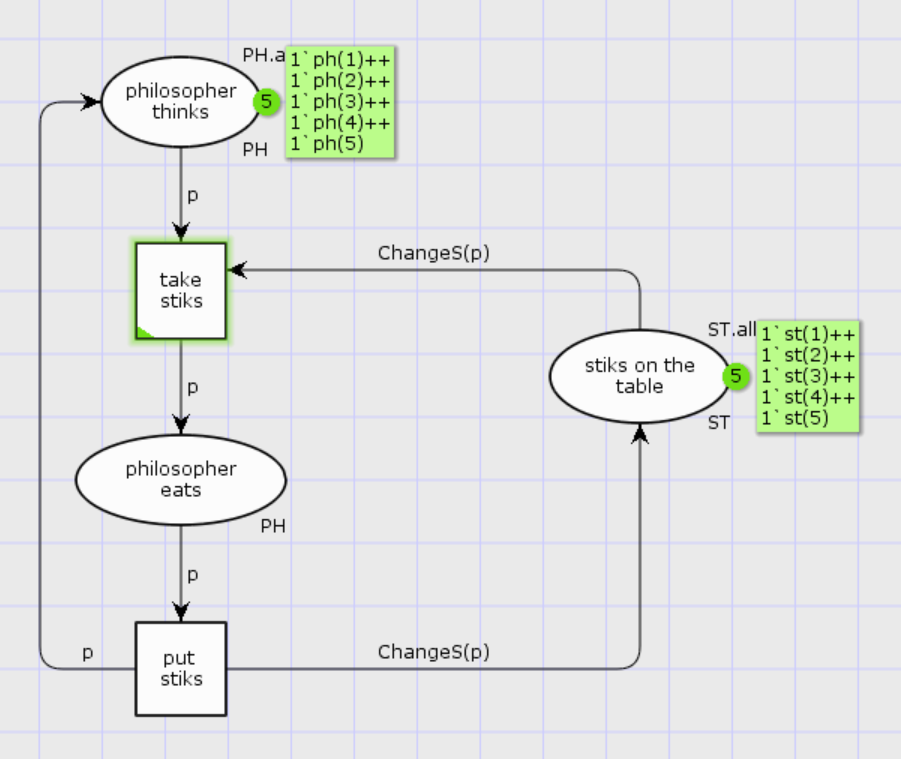 PH.a
1`ph(1)++
1`ph(2)++
1`ph(3)++
1`ph(4)++
1`ph(5)
philosopher
thinks
5
PH
p
take
stiks
ChangeS(p)
ST.all
1`st(1)++
1`st(2)++
1`st(3)++
1`st(4)++
1`st(5)
stiks on the
table
5
ST
p
philosopher
eats
PH
p
put
stiks
p
ChangeS(p)